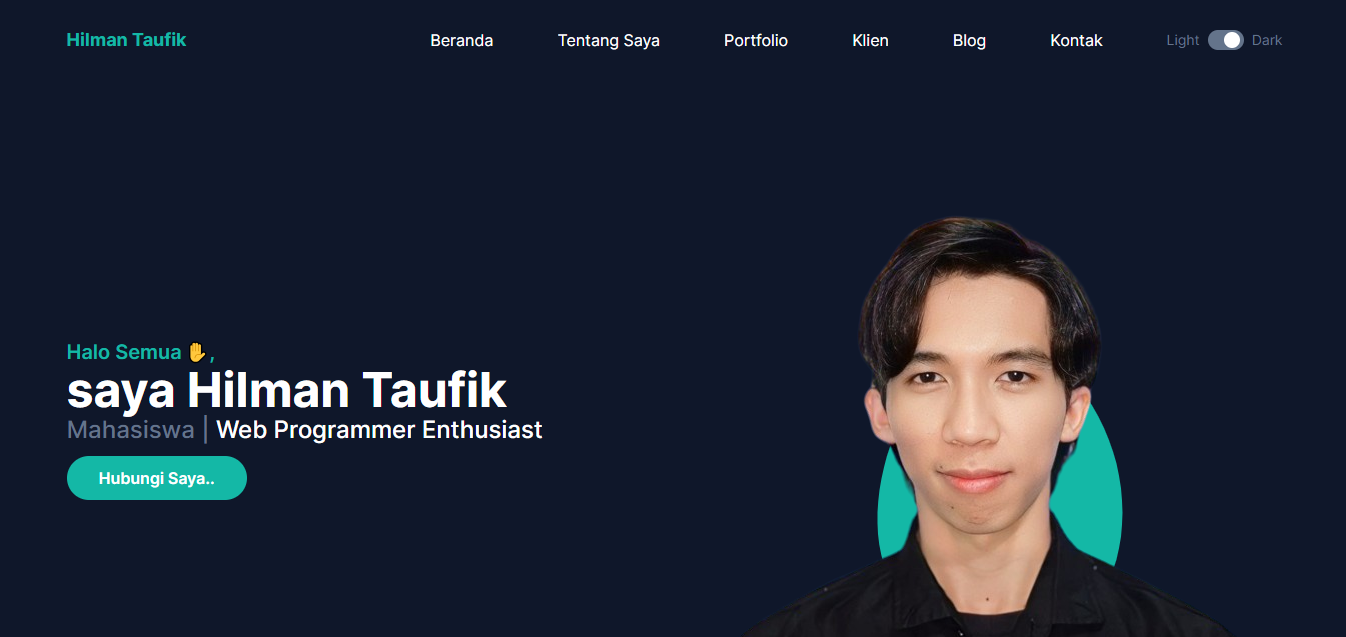 Hilman Taufik
Beranda
Tentang Saya
Portfolio
Klien
Blog
Kontak
Light
Dark
Halo Semua ✋,
saya Hilman Taufik
Mahasiswa | Web Programmer Enthusiast
Hubungi Saya..